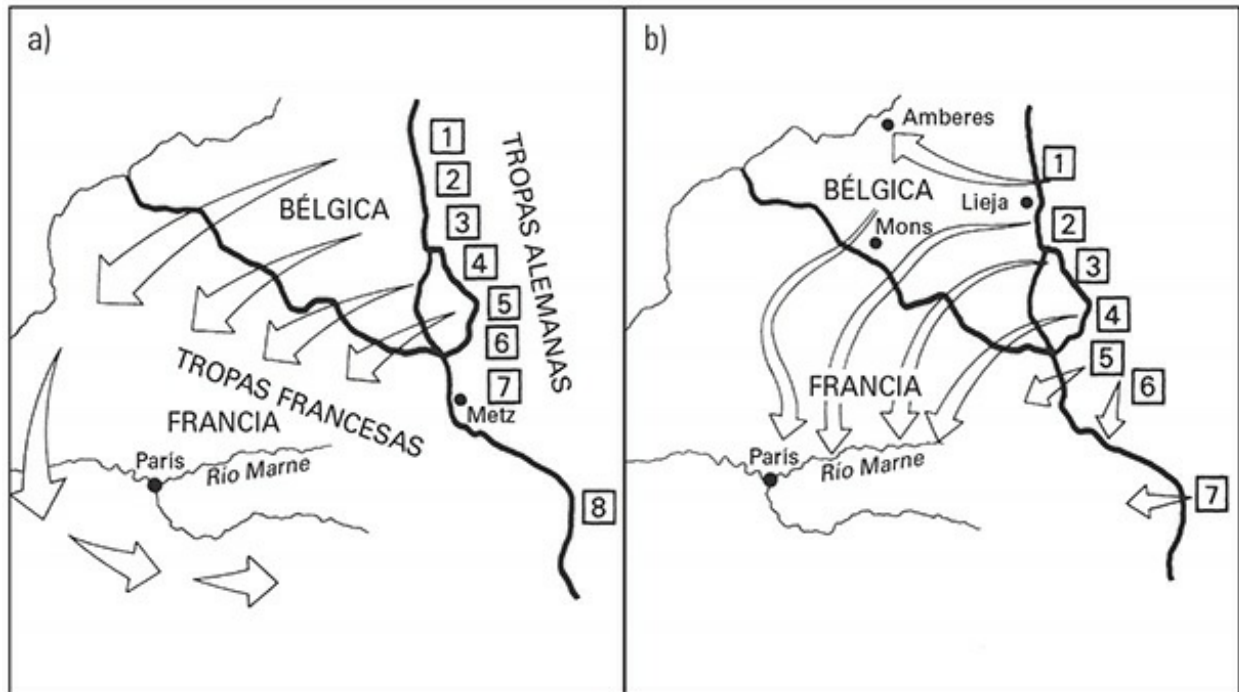 a)
1
2
3
4
5
6
7
8
TROPAS ALEMANAS
BÉLGICA
TROPAS FRANCESAS
FRANCIA
Metz
París
Río Marne
b)
Amberes
BÉLGICA
Lieja
Mons
1
2
3
4
5
6
7
FRANCIA
París
Río Marne